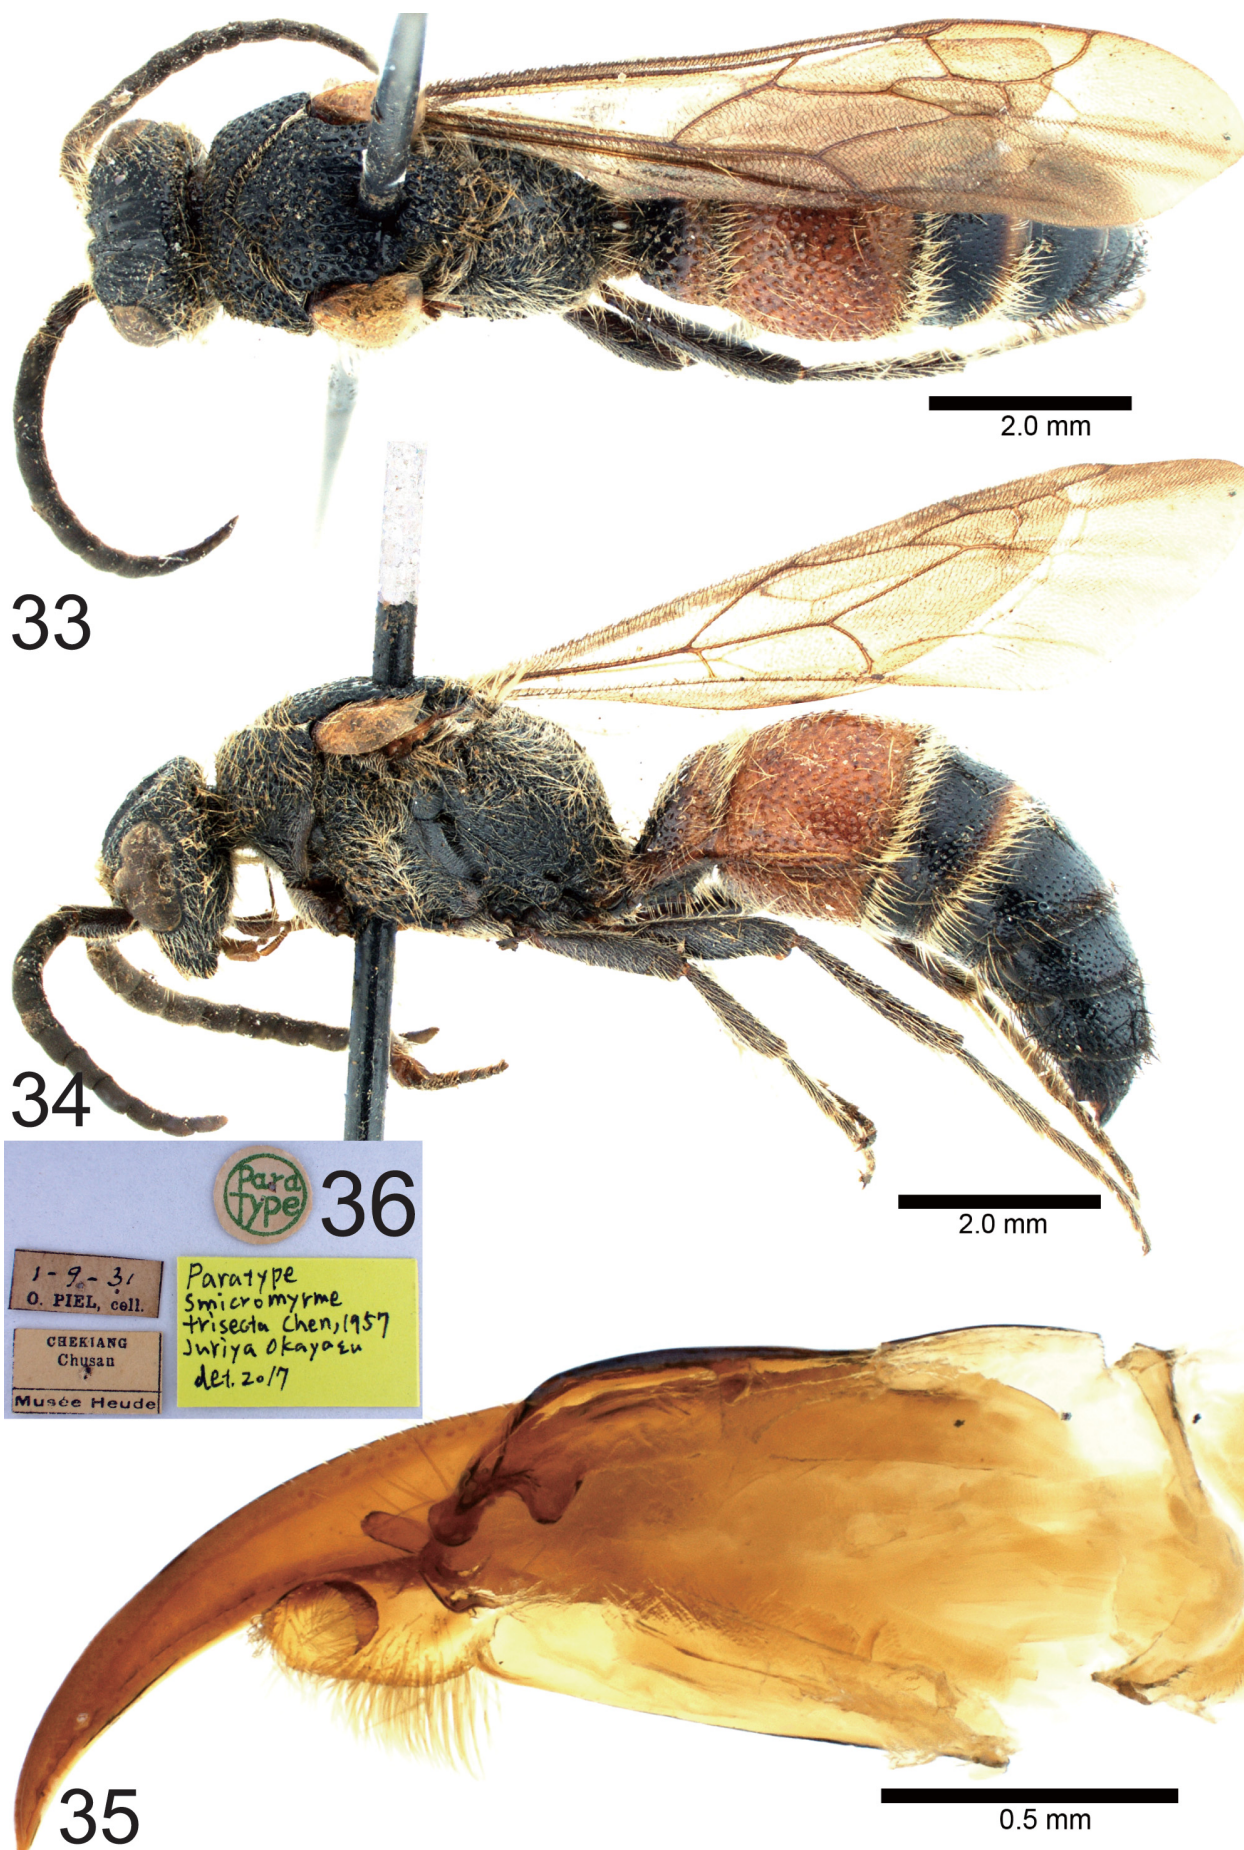 2.0 mm
33
34
2.0 mm
Para
type
36
1-9-31
O. PIEL, coll.
CHEKIANG
Chusan
Musée Heude
Paratype
Smicromyrme
trisecta Chen, 1957
Juriya Okayasu
det. 2017
35
0.5 mm